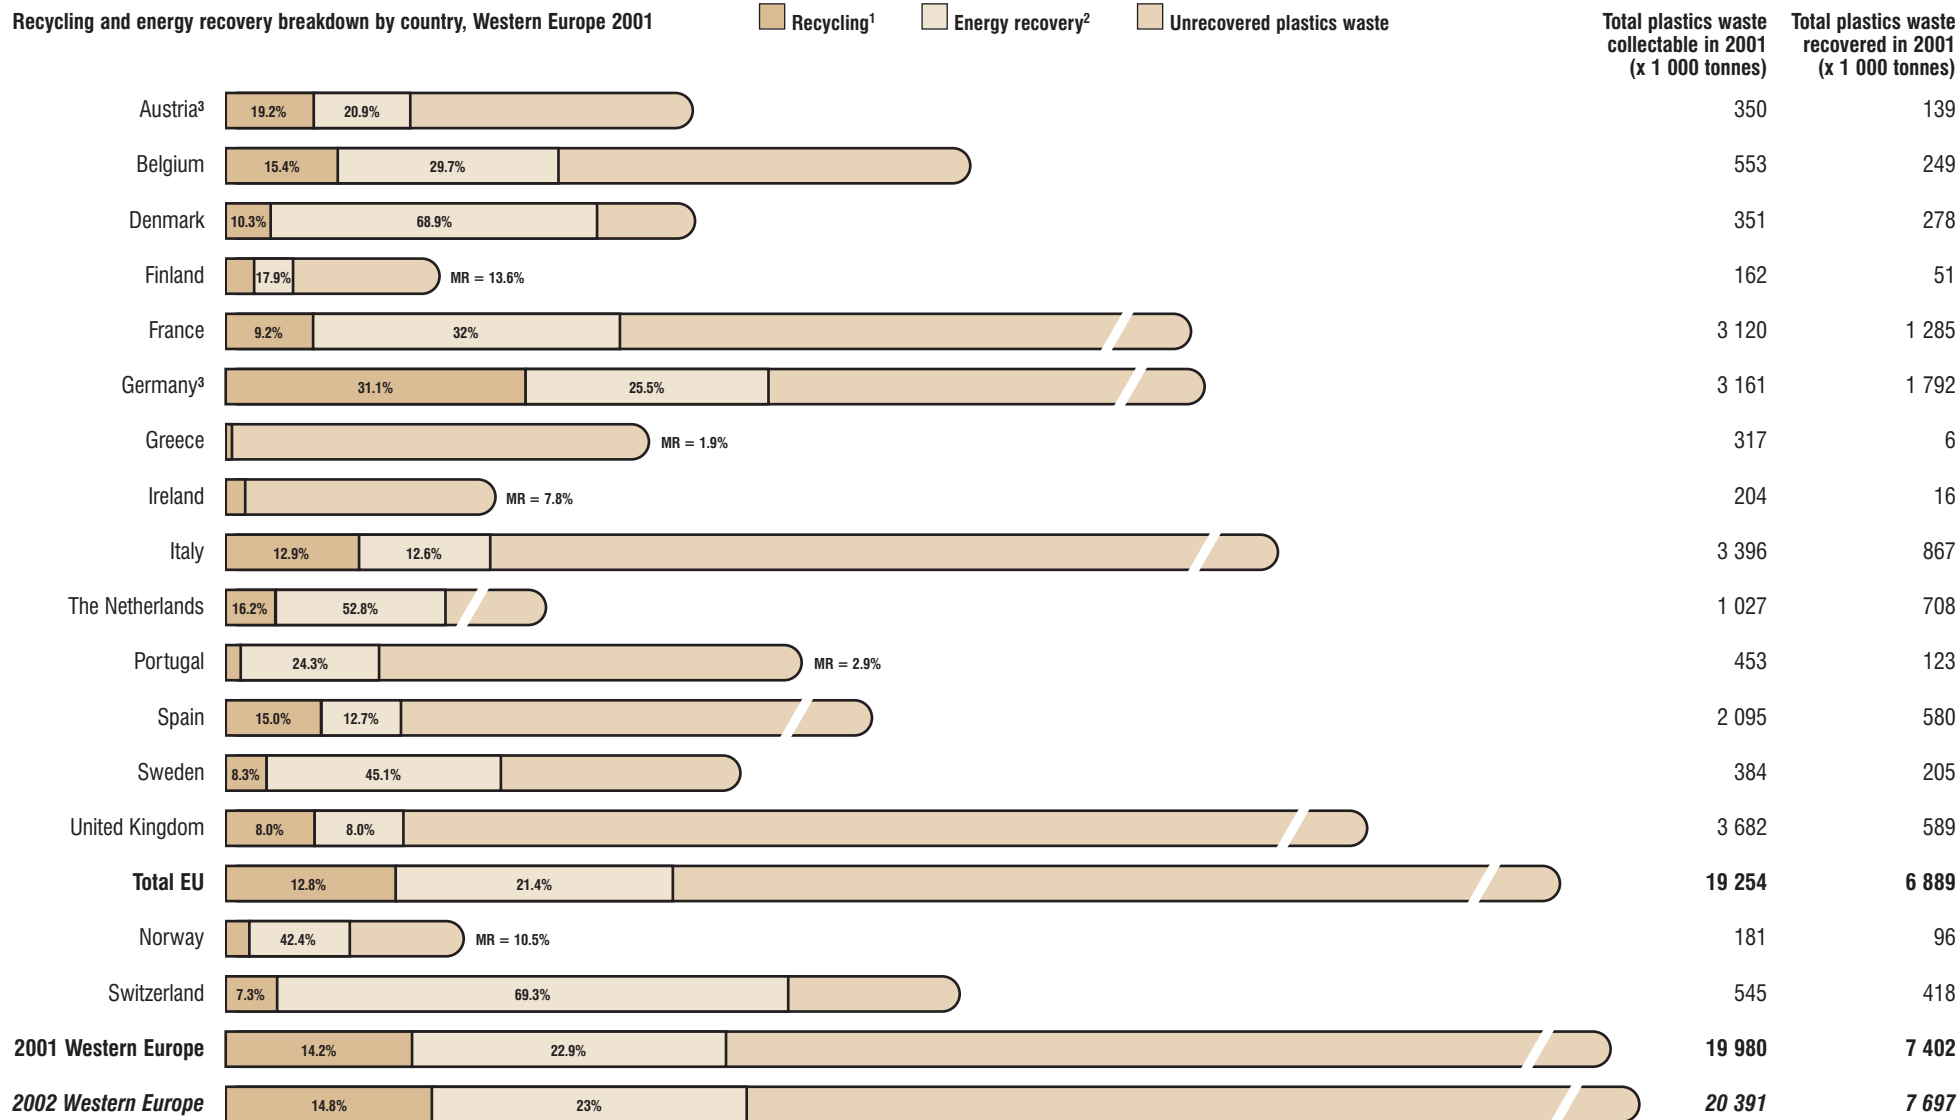 Recycling and energy recovery breakdown by country, Western Europe 2001 Recycling¹ Energy recovery² Unrecovered plastics waste
Total plastics waste collectable in 2001 (x 1 000 tonnes)
Total plastics waste recovered in 2001 (x 1 000 tonnes)
Austria³ 19.2% 20.9% 350 139
Belgium 15.4% 29.7% 553 249
Denmark 10.3% 68.9% 351 278
Finland 17.9% MR = 13.6% 162 51
France 9.2% 32% 3 120 1 285
Germany³ 31.1% 25.5% 3 161 1 792
Greece MR = 1.9% 317 6
Ireland MR = 7.8% 204 16
Italy 12.9% 12.6% 3 396 867
The Netherlands 16.2% 52.8% 1 027 708
Portugal 24.3% MR = 2.9% 453 123
Spain 15.0% 12.7% 2 095 580
Sweden 8.3% 45.1% 384 205
United Kingdom 8.0% 8.0% 3 682 589
Total EU 12.8% 21.4% 19 254 6 889
Norway 42.4% MR = 10.5% 181 96
Switzerland 7.3% 69.3% 545 418
2001 Western Europe 14.2% 22.9% 19 980 7 402
2002 Western Europe 14.8% 23% 20 391 7 697